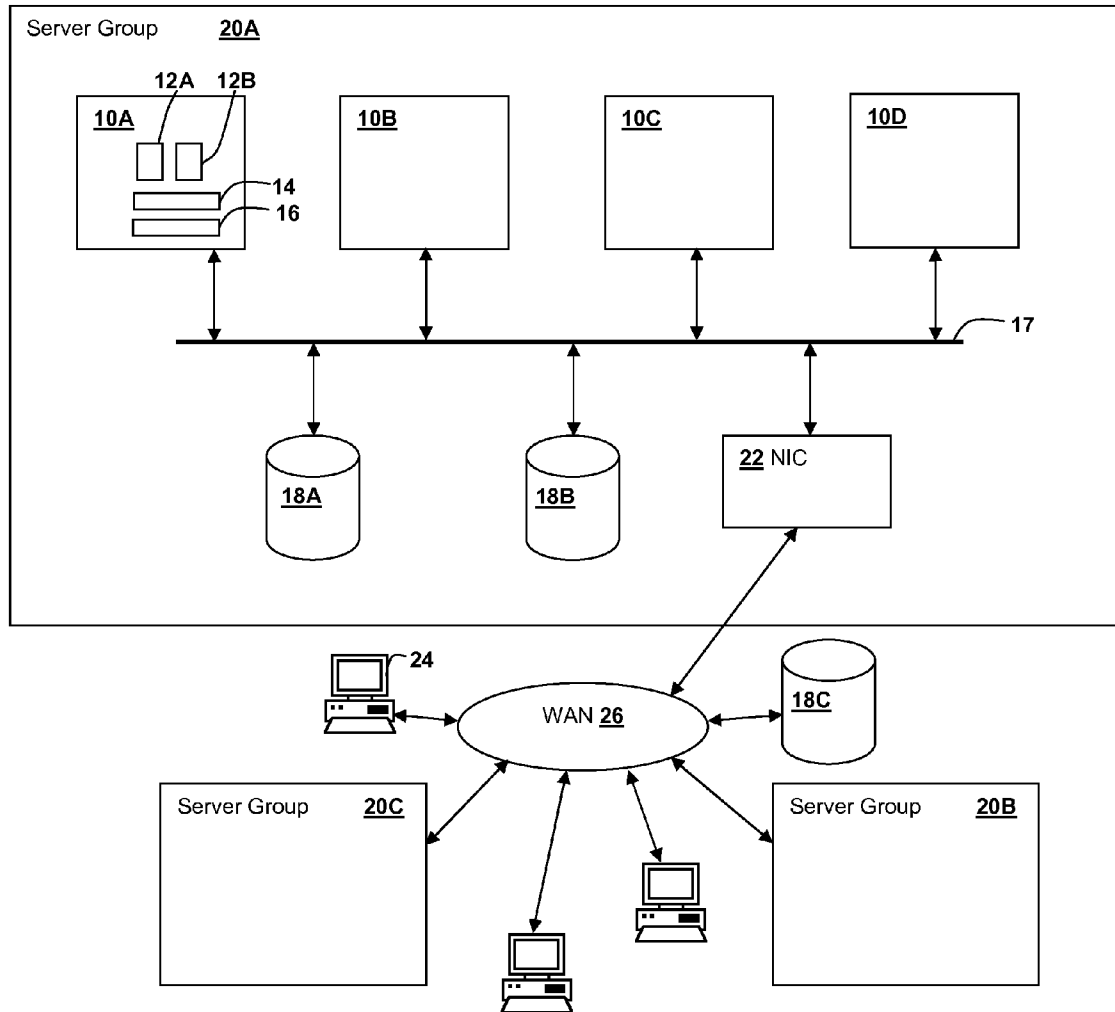 Server Group 20A
12A 12B
10A 10B 10C 10D
14
16
17
18A 18B 22 NIC
24
WAN 26 18C
Server Group 20C Server Group 20B